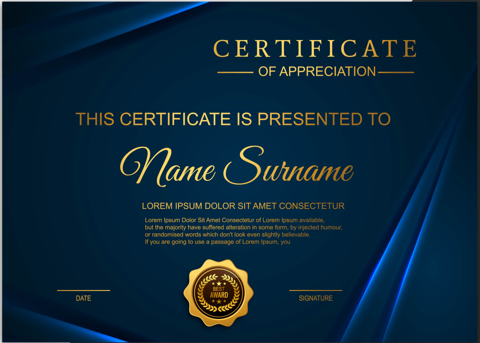 CERTIFICATE
OF APPRECIATION
THIS CERTIFICATE IS PRESENTED TO
Name Surname
LOREM IPSUM DOLOR SIT AMET CONSECTETUR
Lorem Ipsum Dolor Sit Amet Consectetur of Lorem Ipsum available,
but the majority have suffered alteration in some form, by injected humour,
or randomised words which don't look even slightly believable.
If you are going to use a passage of Lorem Ipsum, you
BEST
AWARD
DATE
SIGNATURE